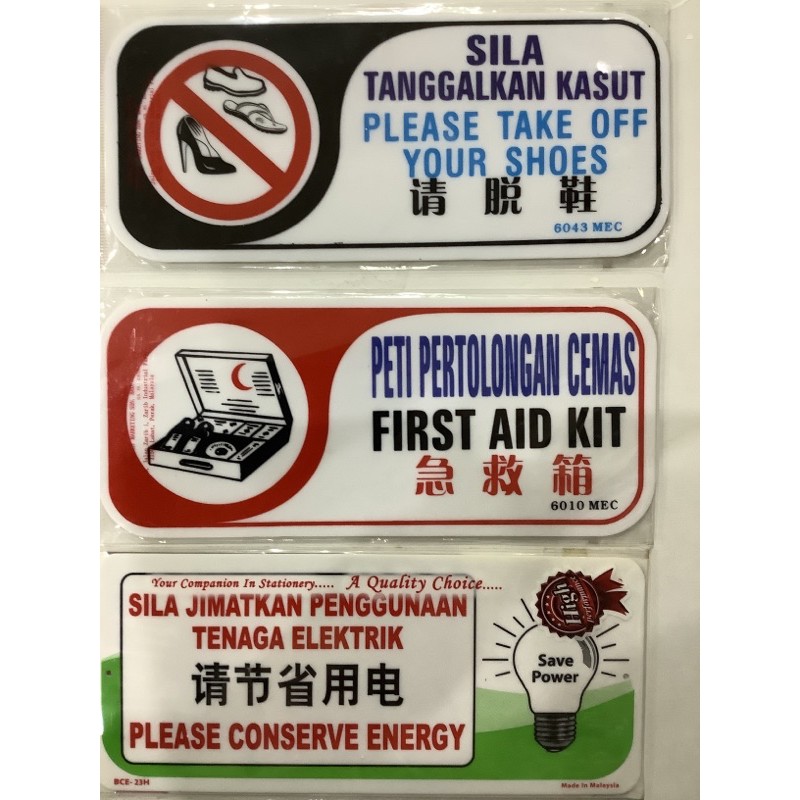 SILA
TANGGALKAN KASUT
PLEASE TAKE OFF
YOUR SHOES
请脱鞋
6043 MEC
PETI PERTOLONGAN CEMAS
FIRST AID KIT
急救箱
6010 MEC
Your Companion In Stationery..... A Quality Choice.....
SILA JIMATKAN PENGGUNAAN
TENAGA ELEKTRIK
请节省用电
PLEASE CONSERVE ENERGY
High
Save
Power
BCE-23H
Made In Malaysia